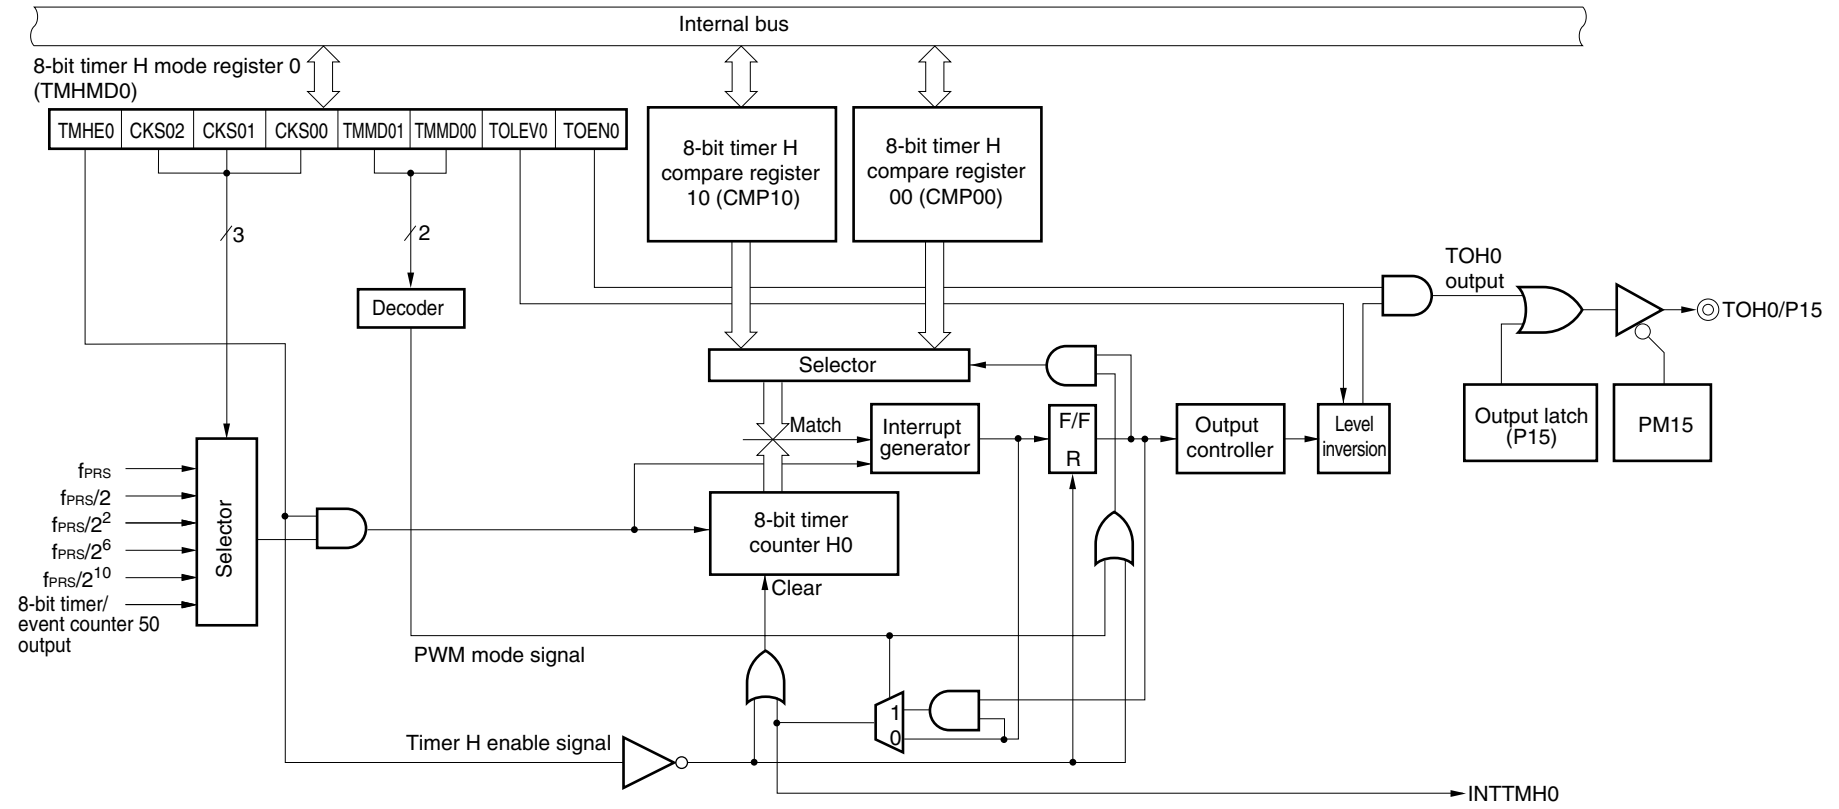 Internal bus
8-bit timer H mode register 0
(TMHMD0)
TMHE0 CKS02 CKS01 CKS00 TMMD01 TMMD00 TOLEV0 TOEN0
8-bit timer H
compare register
10 (CMP10)
8-bit timer H
compare register
00 (CMP00)
3
2
Decoder
TOH0
output
TOH0/P15
Selector
Match
Interrupt
generator
F/F
R
Output
controller
Level
inversion
Output latch
(P15)
PM15
fPRS
fPRS/2
fPRS/2²
fPRS/2⁶
fPRS/2¹⁰
8-bit timer/
event counter 50
output
Selector
8-bit timer
counter H0
Clear
PWM mode signal
1
0
Timer H enable signal
INTTMH0